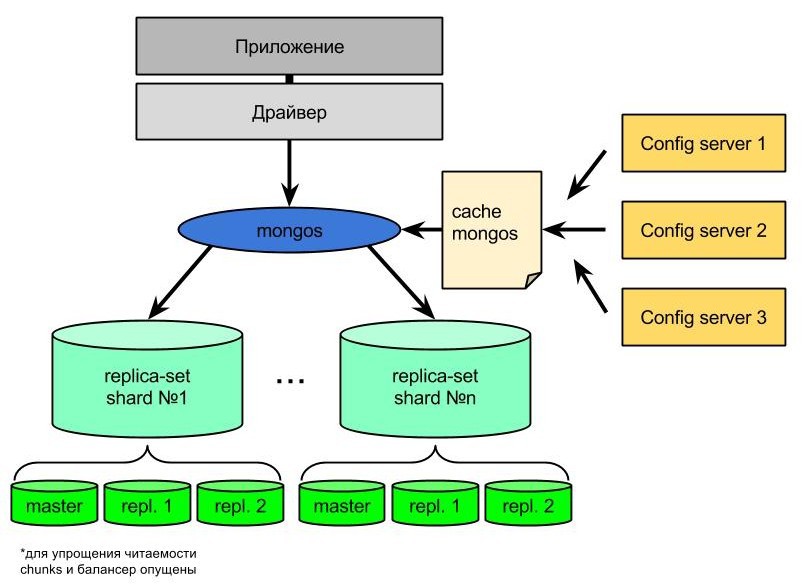 Приложение
Драйвер
mongos
cache
mongos
Config server 1
Config server 2
Config server 3
replica-set
shard №1
...
replica-set
shard №n
master
repl. 1
repl. 2
master
repl. 1
repl. 2
*для упрощения читаемости
chunks и балансер опущены